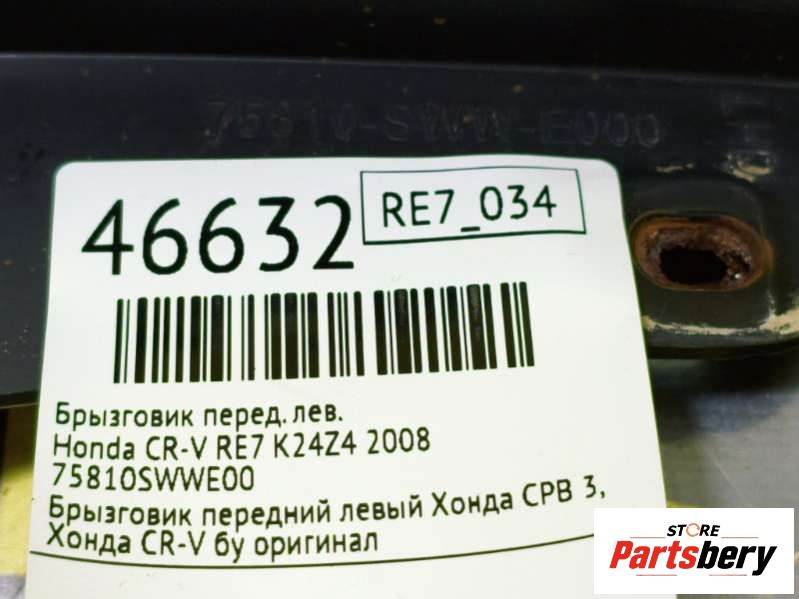 75810-SWW-E000
46632
RE7_034
Брызговик перед. лев.
Honda CR-V RE7 K24Z4 2008
75810SWWE00
Брызговик передний левый Хонда СРВ 3,
Хонда CR-V бу оригинал
STORE
Partsbery